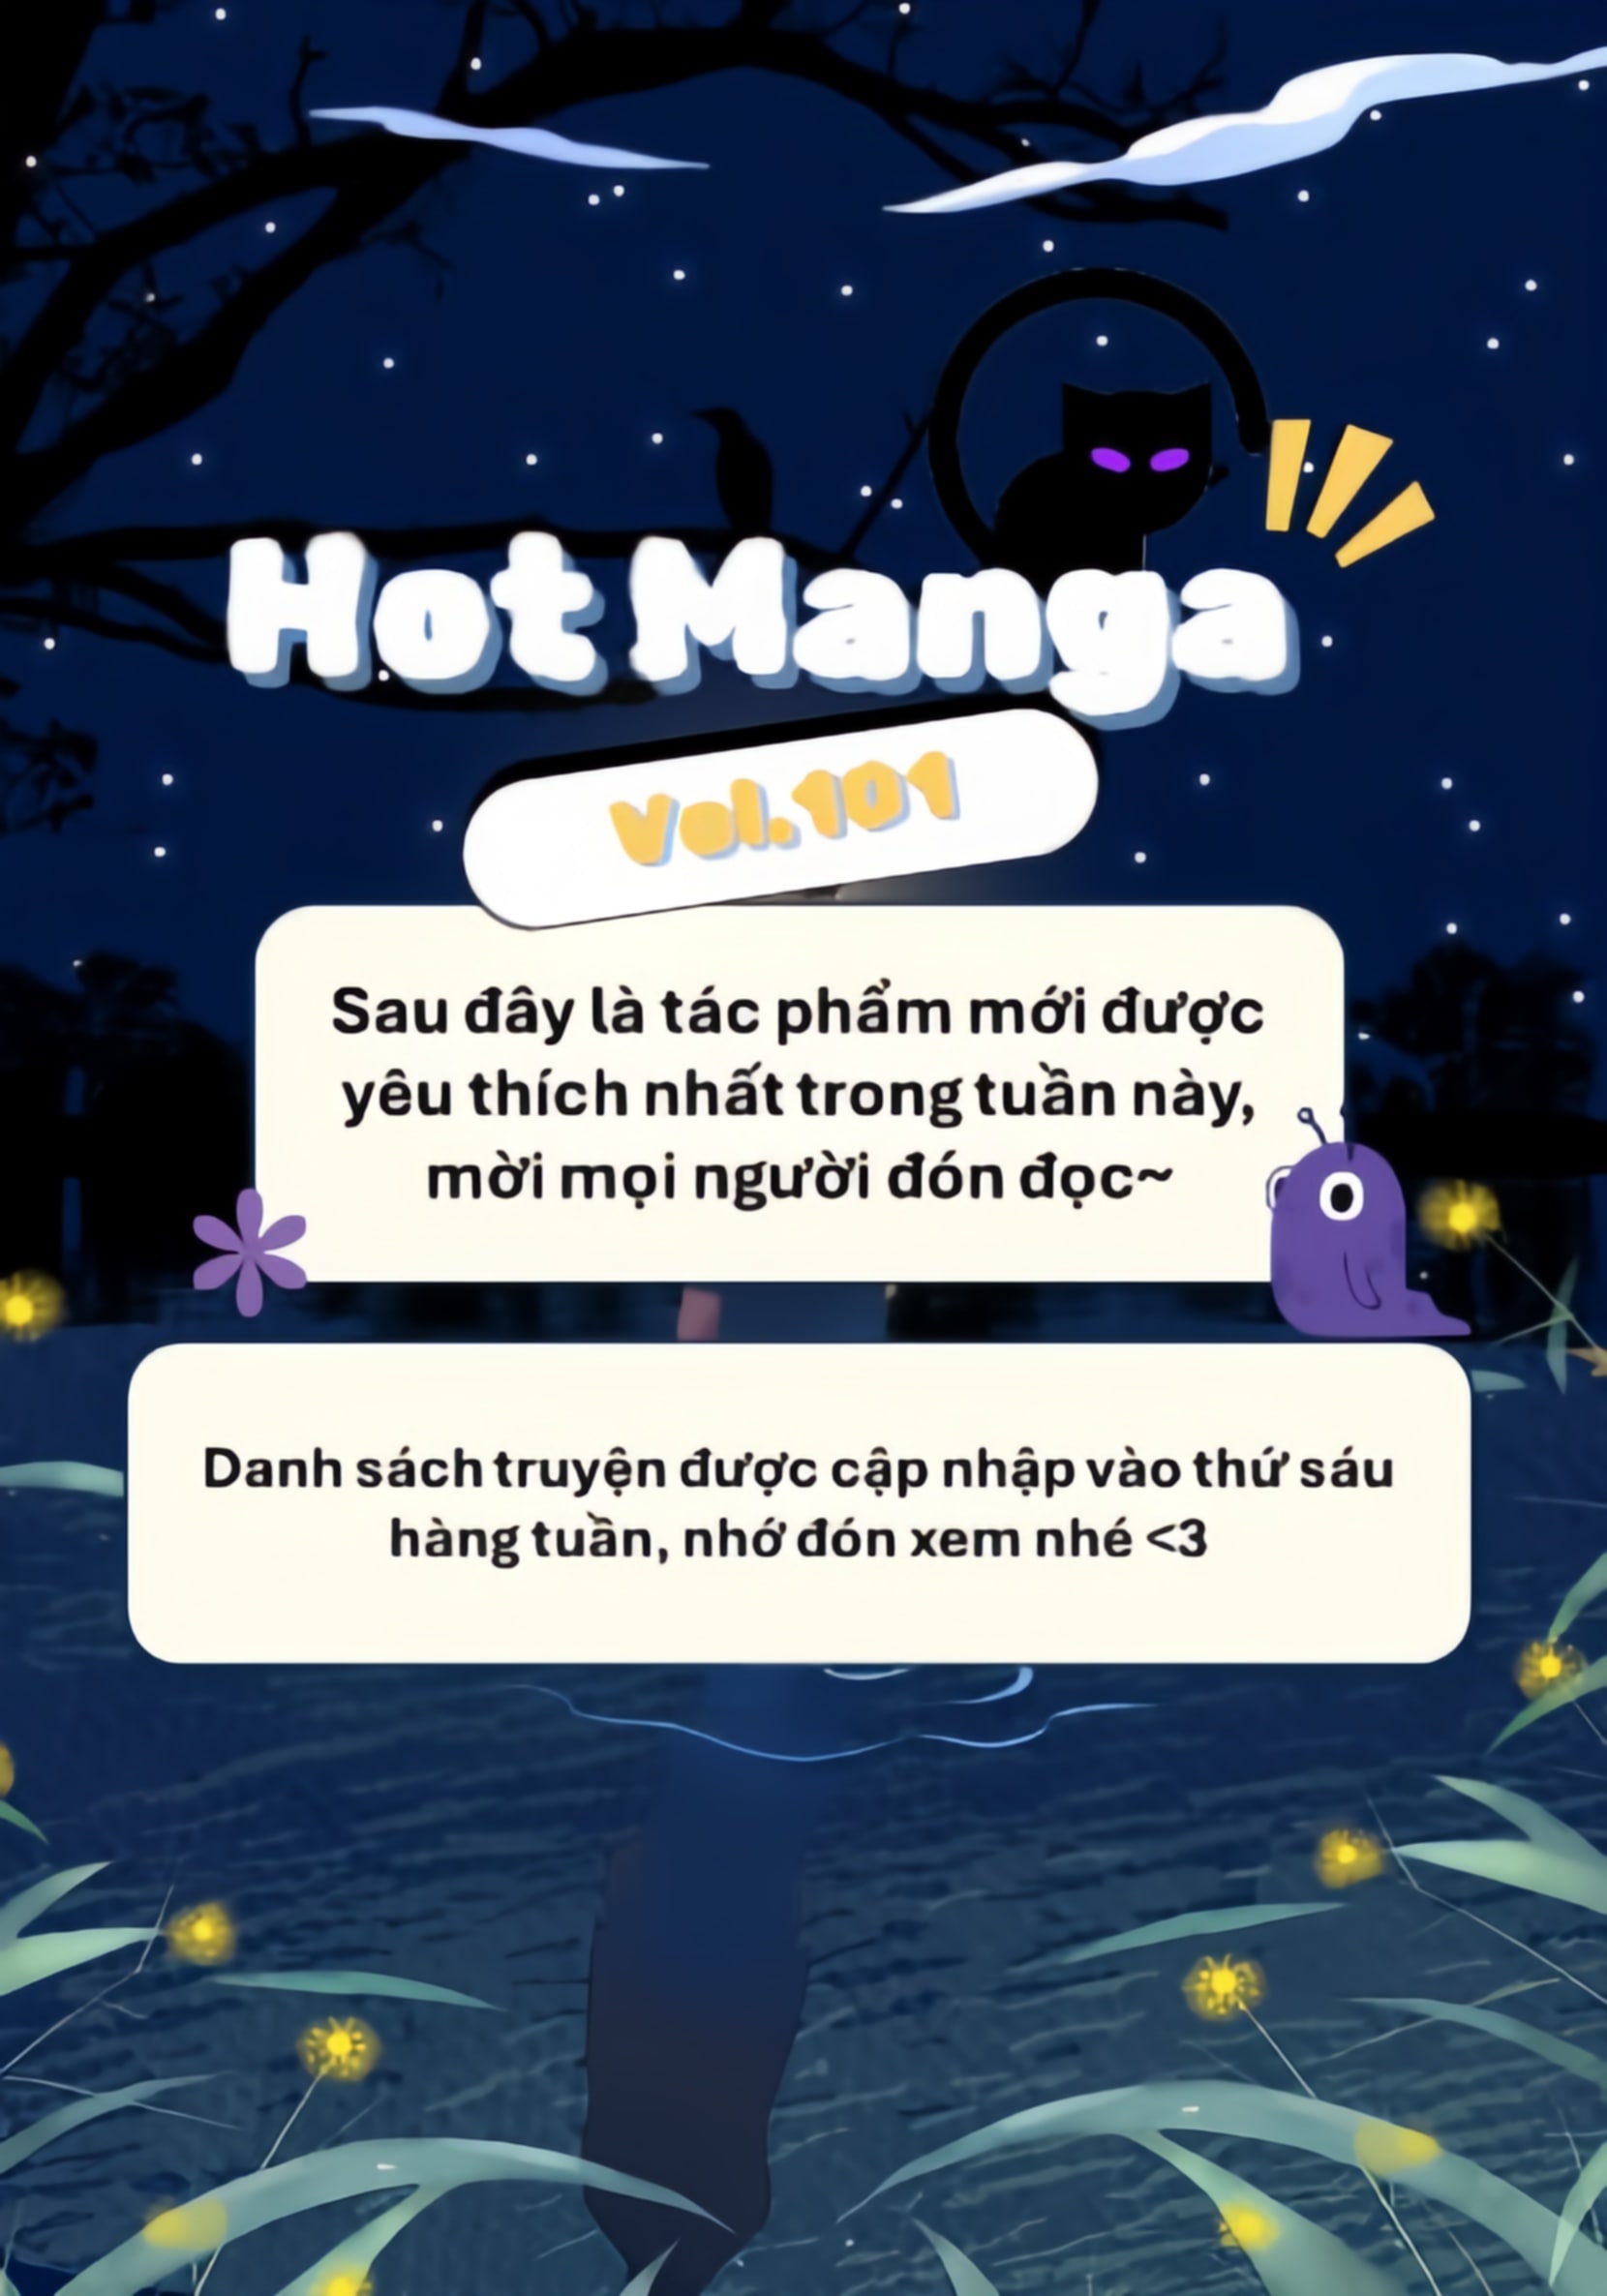 Hot Manga
Vol.101
Sau đây là tác phẩm mới được
yêu thích nhất trong tuần này,
mời mọi người đón đọc~
Danh sách truyện được cập nhập vào thứ sáu
hàng tuần, nhớ đón xem nhé <3